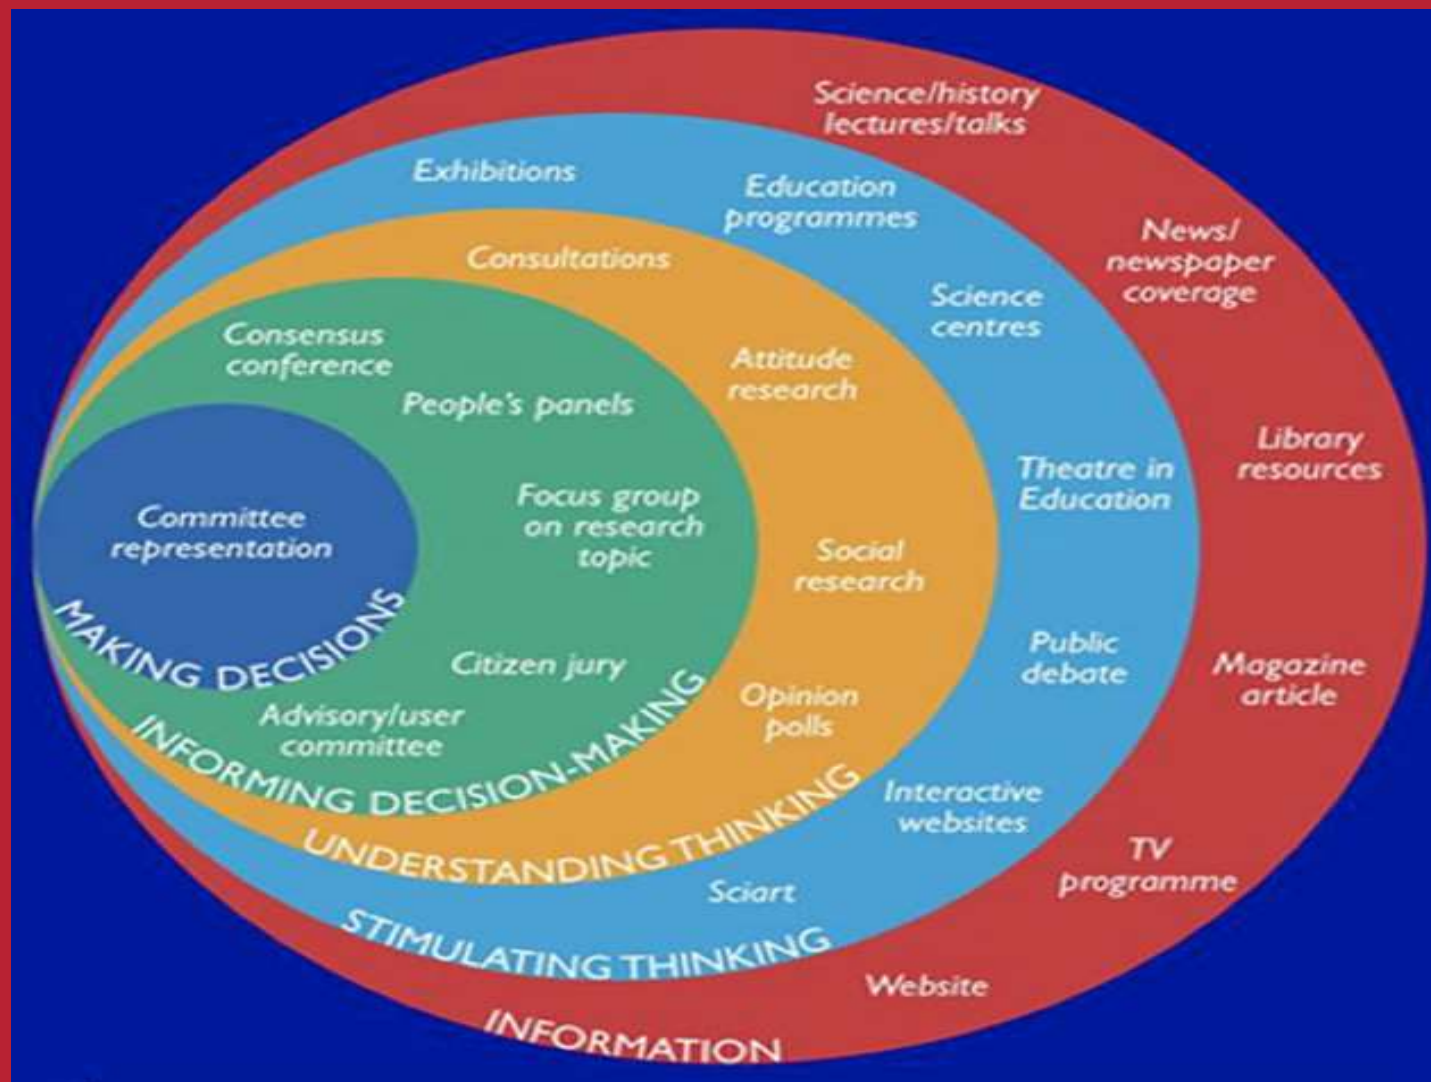 Science/history
lectures/talks
News/
newspaper
coverage
Library
resources
Magazine
article
TV
programme
Website
INFORMATION
Exhibitions
Education
programmes
Science
centres
Theatre in
Education
Public
debate
Interactive
websites
Sciart
STIMULATING THINKING
Consultations
Attitude
research
Social
research
Opinion
polls
UNDERSTANDING THINKING
Consensus
conference
People's panels
Focus group
on research
topic
Citizen jury
Advisory/user
committee
INFORMING DECISION-MAKING
Committee
representation
MAKING DECISIONS